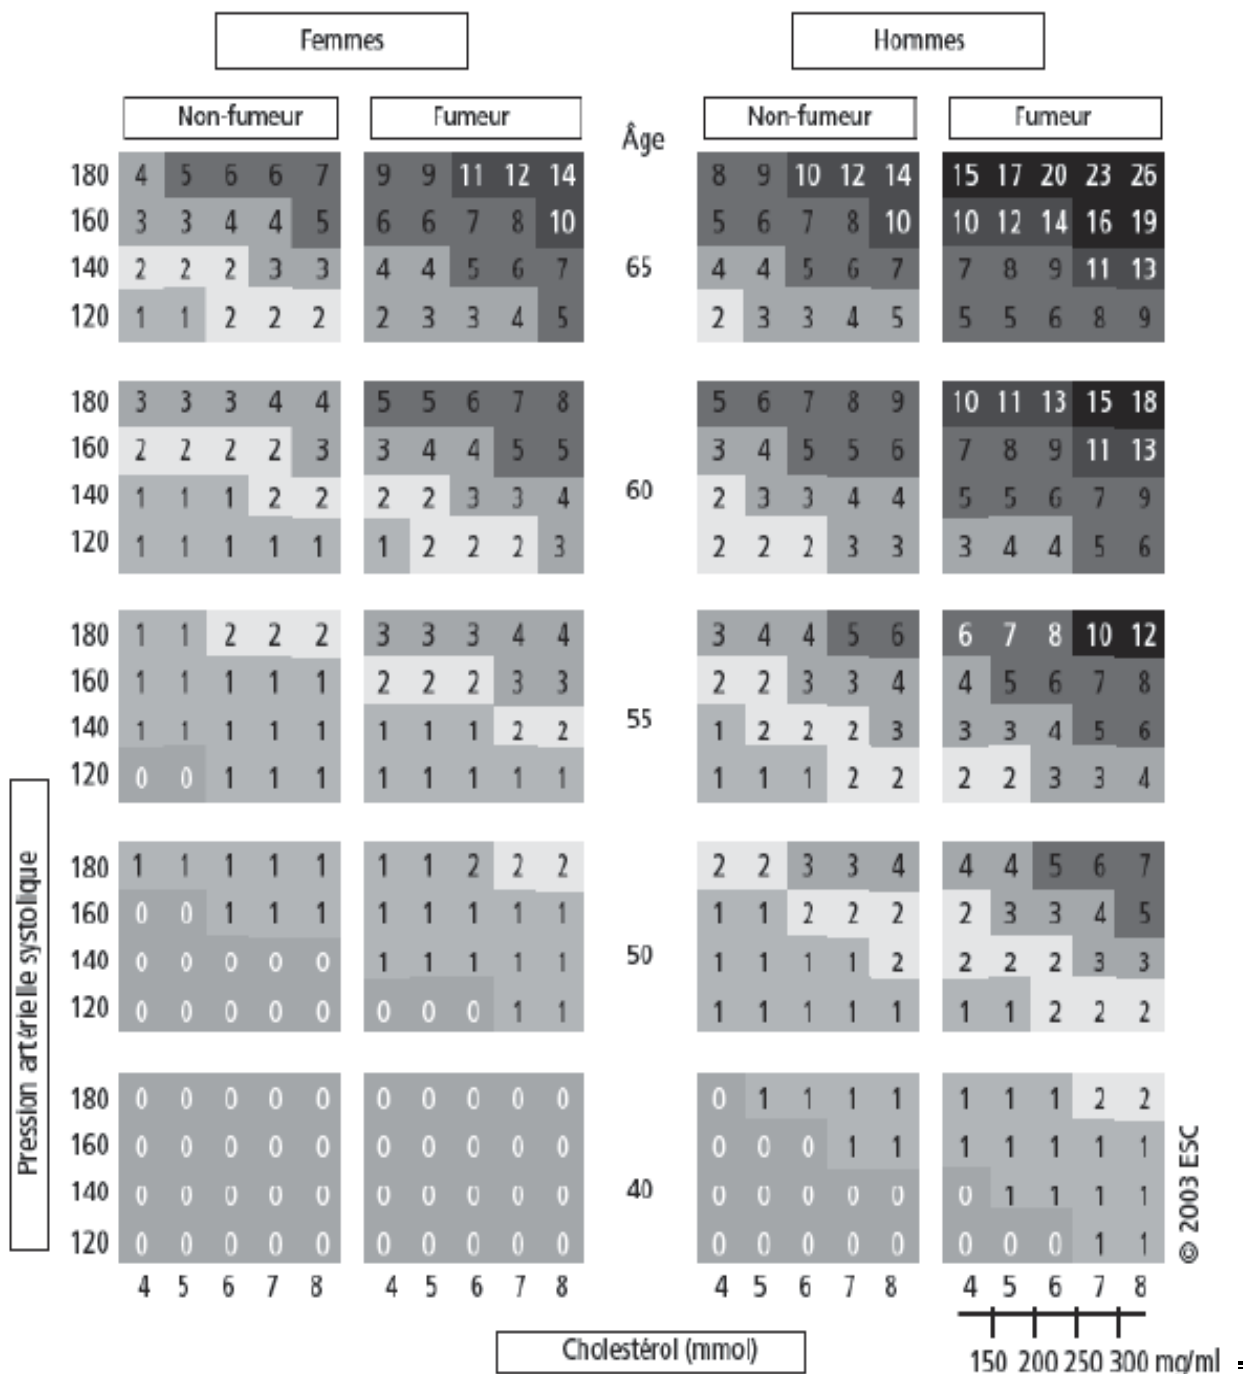 Femmes Hommes
Non-fumeur Fumeur Âge Non-fumeur Fumeur
180 4 5 6 6 7 9 9 11 12 14 8 9 10 12 14 15 17 20 23 26
160 3 3 4 4 5 6 6 7 8 10 5 6 7 8 10 10 12 14 16 19
140 2 2 2 3 3 4 4 5 6 7 65 4 4 5 6 7 7 8 9 11 13
120 1 1 2 2 2 2 3 3 4 5 2 3 3 4 5 5 5 6 8 9
180 3 3 3 4 4 5 5 6 7 8 5 6 7 8 9 10 11 13 15 18
160 2 2 2 2 3 3 4 4 5 5 3 4 5 5 6 7 8 9 11 13
140 1 1 1 2 2 2 2 3 3 4 60 2 3 3 4 4 5 5 6 7 9
120 1 1 1 1 1 1 2 2 2 3 2 2 2 3 3 3 4 4 5 6
180 1 1 2 2 2 3 3 3 4 4 3 4 4 5 6 6 7 8 10 12
160 1 1 1 1 1 2 2 2 3 3 2 2 3 3 4 4 5 6 7 8
140 1 1 1 1 1 1 1 1 2 2 55 1 2 2 2 3 3 3 4 5 6
120 0 0 1 1 1 1 1 1 1 1 1 1 1 2 2 2 2 3 3 4
180 1 1 1 1 1 1 1 2 2 2 2 2 3 3 4 4 4 5 6 7
160 0 0 1 1 1 1 1 1 1 1 1 1 2 2 2 2 3 3 4 5
140 0 0 0 0 0 1 1 1 1 1 50 1 1 1 1 2 2 2 2 3 3
120 0 0 0 0 0 0 0 0 1 1 1 1 1 1 1 1 1 2 2 2
180 0 0 0 0 0 0 0 0 0 0 0 1 1 1 1 1 1 1 2 2
160 0 0 0 0 0 0 0 0 0 0 0 0 0 1 1 1 1 1 1 1
140 0 0 0 0 0 0 0 0 0 0 40 0 0 0 0 0 0 1 1 1 1
120 0 0 0 0 0 0 0 0 0 0 0 0 0 0 0 0 0 0 1 1
4 5 6 7 8 4 5 6 7 8 4 5 6 7 8 4 5 6 7 8
Cholestérol (mmol)
150 200 250 300 mg/ml
Pression artérielle systolique
© 2003 ESC